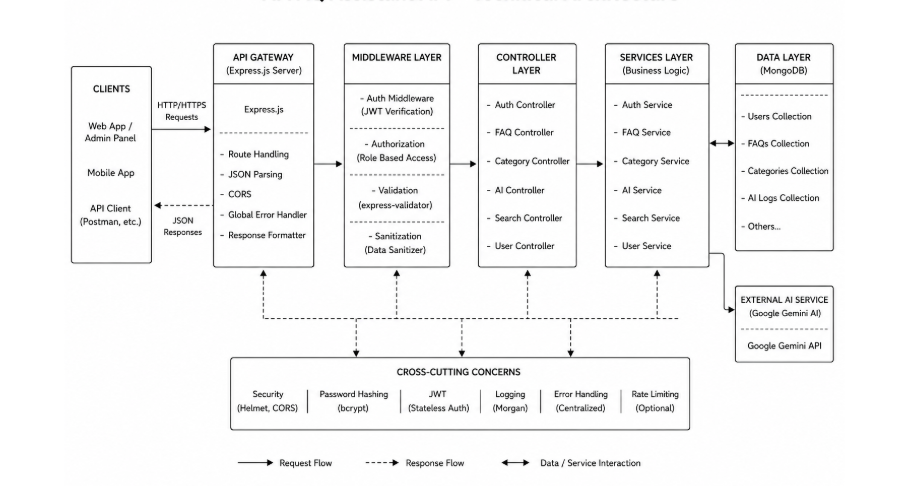 CLIENTS
Web App /
Admin Panel
Mobile App
API Client
(Postman, etc.)
HTTP/HTTPS
Requests
JSON
Responses
API GATEWAY
(Express.js Server)
Express.js
- Route Handling
- JSON Parsing
- CORS
- Global Error Handler
- Response Formatter
MIDDLEWARE LAYER
- Auth Middleware
(JWT Verification)
- Authorization
(Role Based Access)
- Validation
(express-validator)
- Sanitization
(Data Sanitizer)
CONTROLLER
LAYER
- Auth Controller
- FAQ Controller
- Category Controller
- AI Controller
- Search Controller
- User Controller
SERVICES LAYER
(Business Logic)
- Auth Service
- FAQ Service
- Category Service
- AI Service
- Search Service
- User Service
DATA LAYER
(MongoDB)
- Users Collection
- FAQs Collection
- Categories Collection
- AI Logs Collection
- Others...
EXTERNAL AI SERVICE
(Google Gemini AI)
Google Gemini API
CROSS-CUTTING CONCERNS
Security
(Helmet, CORS)
Password Hashing
(bcrypt)
JWT
(Stateless Auth)
Logging
(Morgan)
Error Handling
(Centralized)
Rate Limiting
(Optional)
Request Flow
Response Flow
Data / Service Interaction